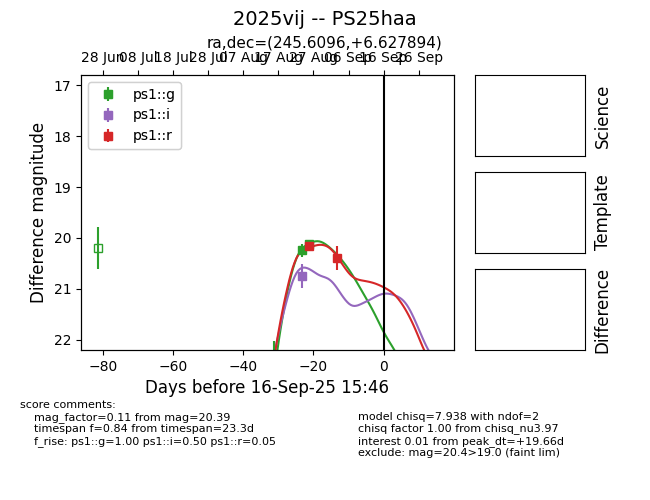 2025vij -- PS25haa
ra,dec=(245.6096,+6.627894)
28 Jun 08 Jul 18 Jul 28 Jul 07 Aug 17 Aug 27 Aug 06 Sep 16 Sep 26 Sep
ps1::g
ps1::i
ps1::r
17
18
19
20
21
22
Difference magnitude
−80 −60 −40 −20 0
Days before 16-Sep-25 15:46
Science
Template
Difference
score comments:
mag_factor=0.11 from mag=20.39
timespan f=0.84 from timespan=23.3d
f_rise: ps1::g=1.00 ps1::i=0.50 ps1::r=0.05
model chisq=7.938 with ndof=2
chisq factor 1.00 from chisq_nu3.97
interest 0.01 from peak_dt=+19.66d
exclude: mag=20.4>19.0 (faint lim)